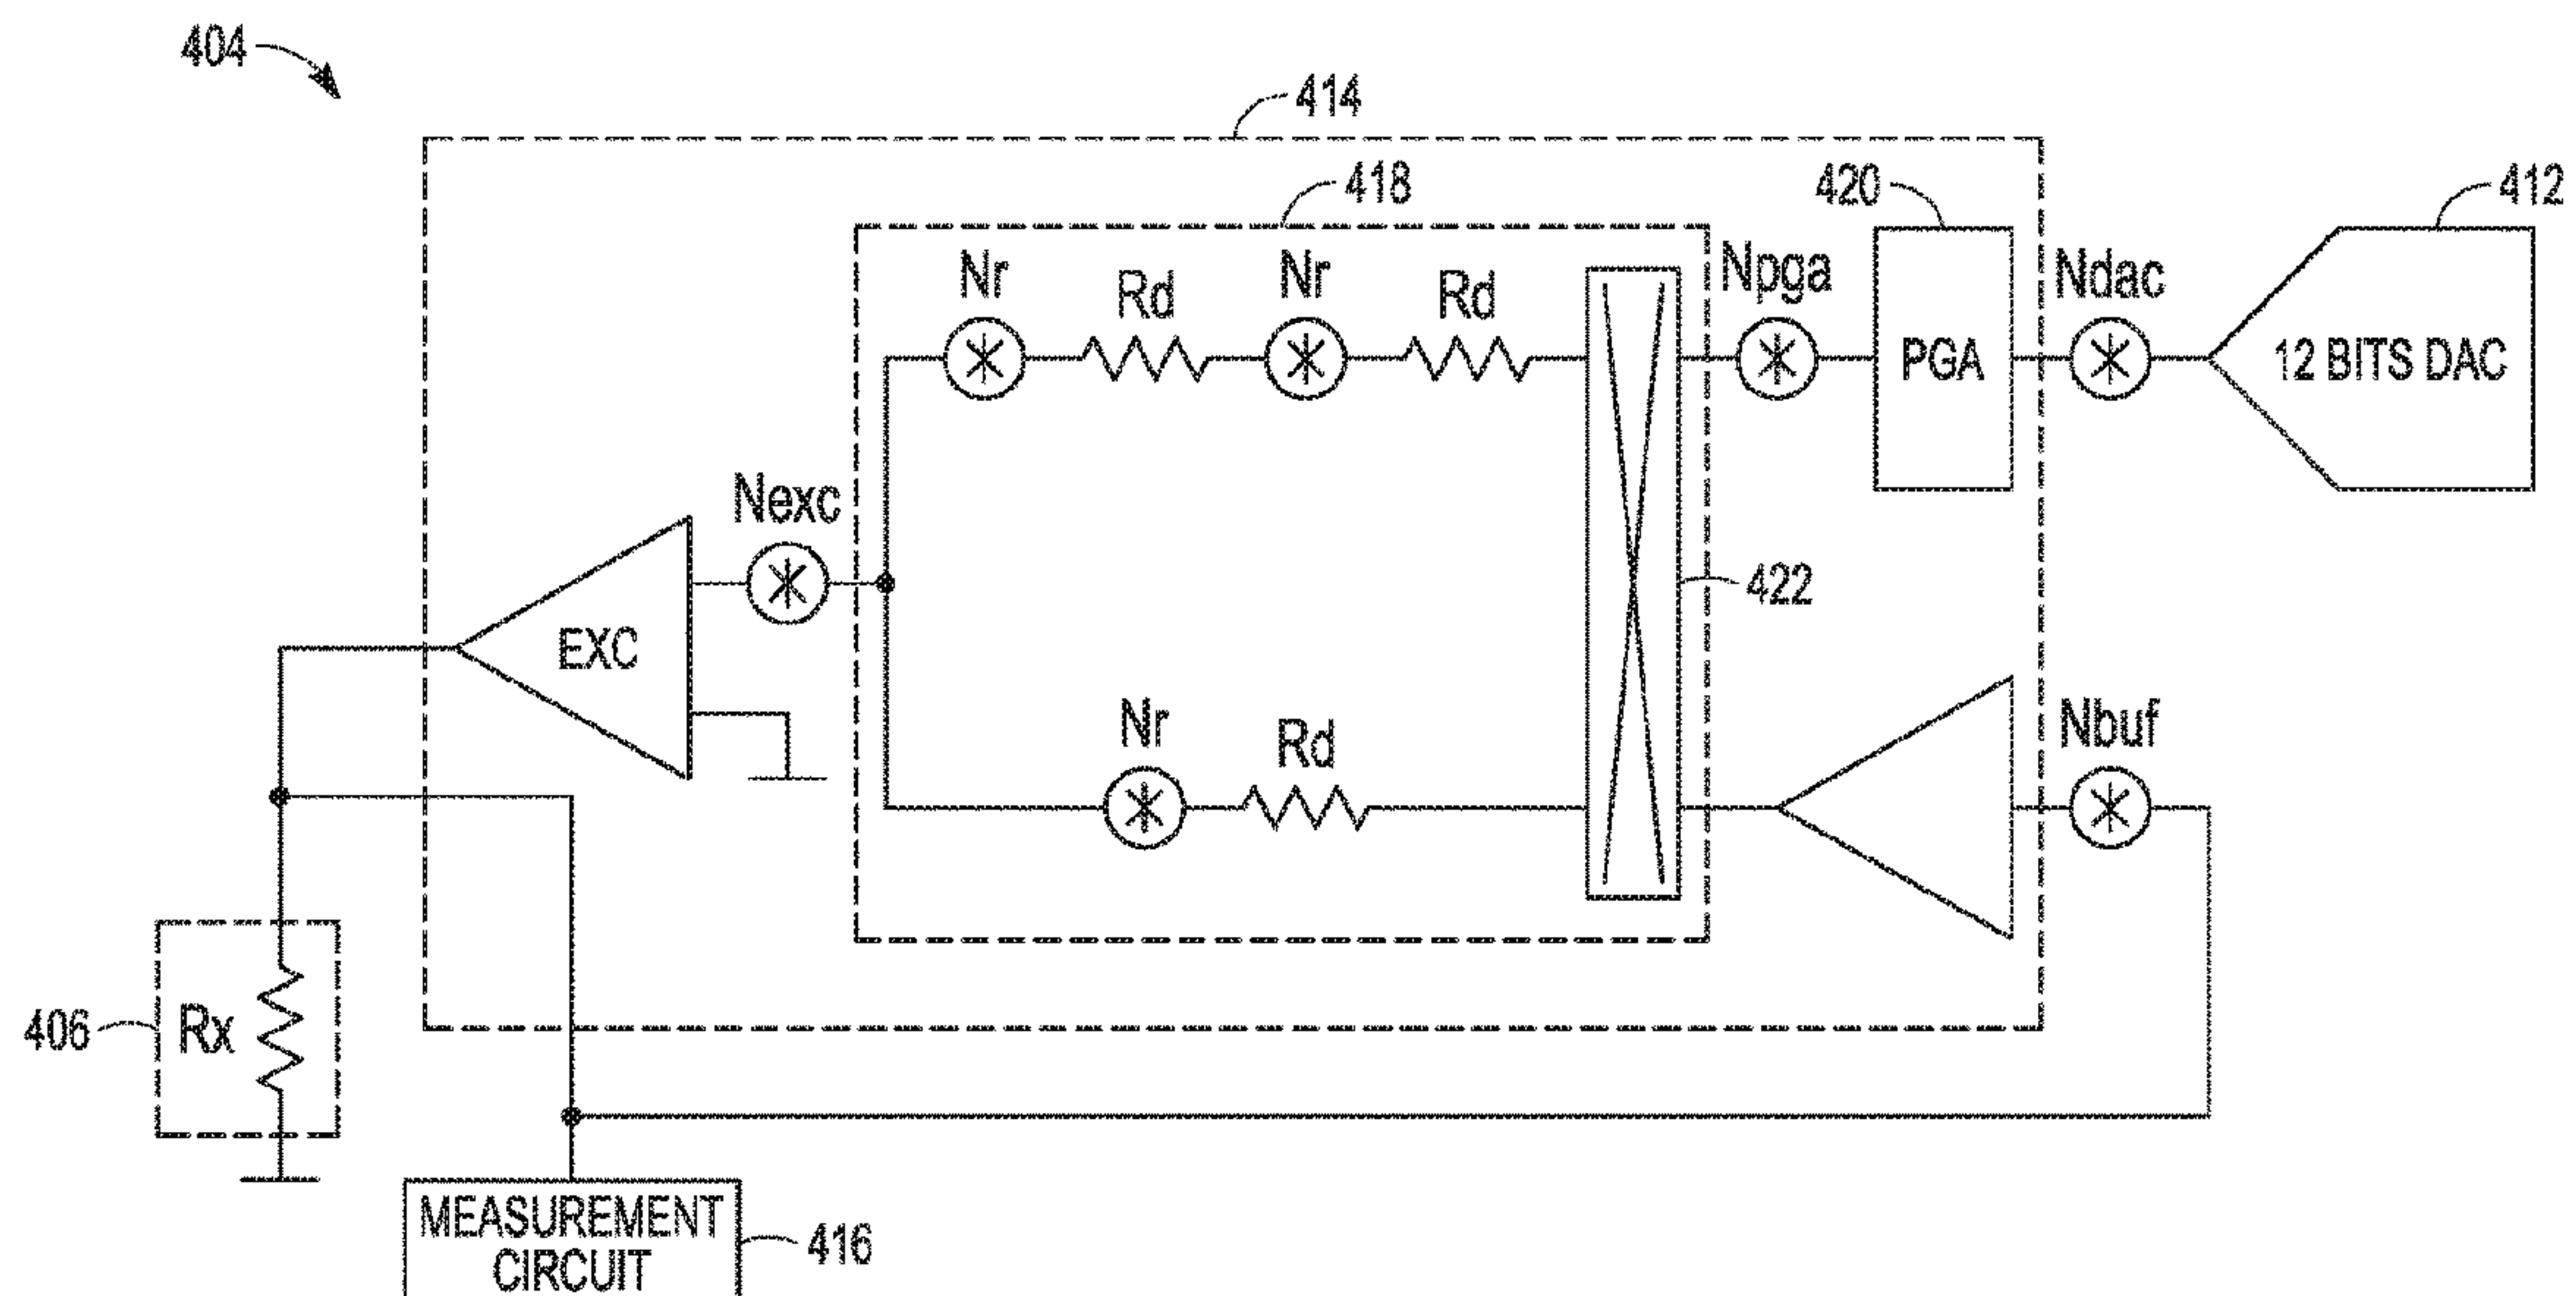 404
414
418
420
412
Nr
Rd
Nr
Rd
Npga
Ndac
PGA
12 BITS DAC
Nexc
422
EXC
Nr
Rd
Nbuf
406
Rx
MEASUREMENT
CIRCUIT
416